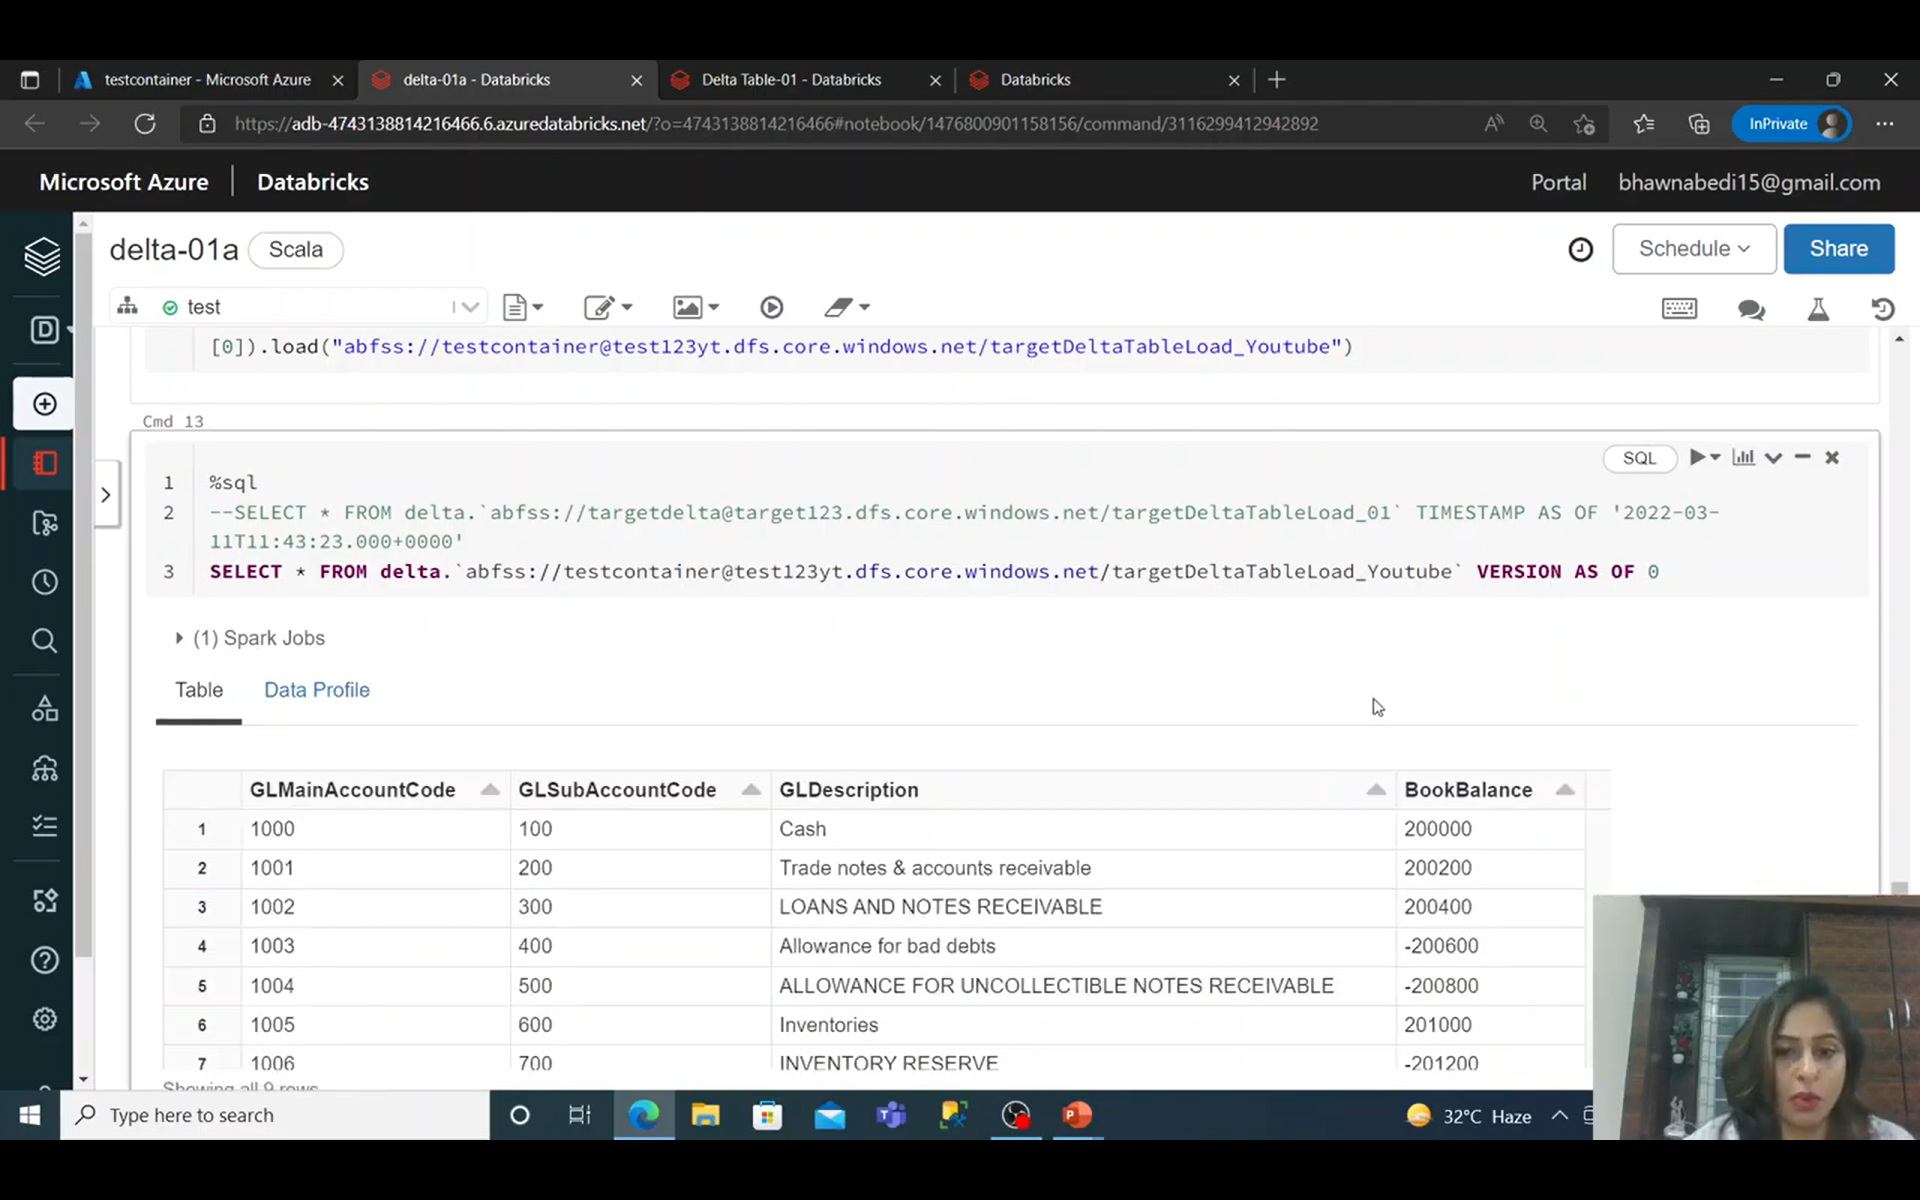 testcontainer - Microsoft Azure
delta-01a - Databricks
Delta Table-01 - Databricks
Databricks
https://adb-4743138814216466.6.azuredatabricks.net/?o=4743138814216466#notebook/1476800901158156/command/3116299412942892
InPrivate
Microsoft Azure
Databricks
Portal
bhawnabedi15@gmail.com
delta-01a
Scala
Schedule
Share
test
[0]).load("abfss://testcontainer@test123yt.dfs.core.windows.net/targetDeltaTableLoad_Youtube")
Cmd 13
SQL
1 %sql
2 --SELECT * FROM delta.`abfss://targetdelta@target123.dfs.core.windows.net/targetDeltaTableLoad_01` TIMESTAMP AS OF '2022-03-
11T11:43:23.000+0000'
3 SELECT * FROM delta.`abfss://testcontainer@test123yt.dfs.core.windows.net/targetDeltaTableLoad_Youtube` VERSION AS OF 0
(1) Spark Jobs
Table
Data Profile
GLMainAccountCode GLSubAccountCode GLDescription BookBalance
1 1000 100 Cash 200000
2 1001 200 Trade notes & accounts receivable 200200
3 1002 300 LOANS AND NOTES RECEIVABLE 200400
4 1003 400 Allowance for bad debts -200600
5 1004 500 ALLOWANCE FOR UNCOLLECTIBLE NOTES RECEIVABLE -200800
6 1005 600 Inventories 201000
7 1006 700 INVENTORY RESERVE -201200
Showing all 9 rows
Type here to search
32°C Haze